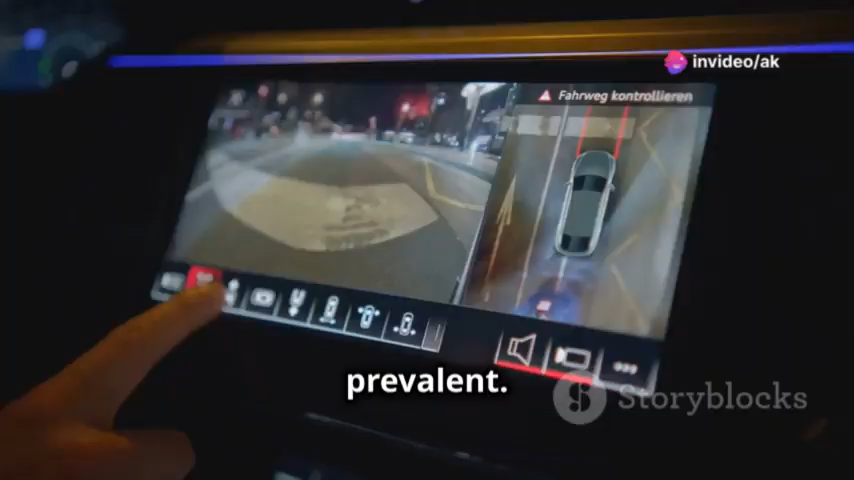 invideo/ak
Fahrweg kontrollieren
prevalent.
Storyblocks